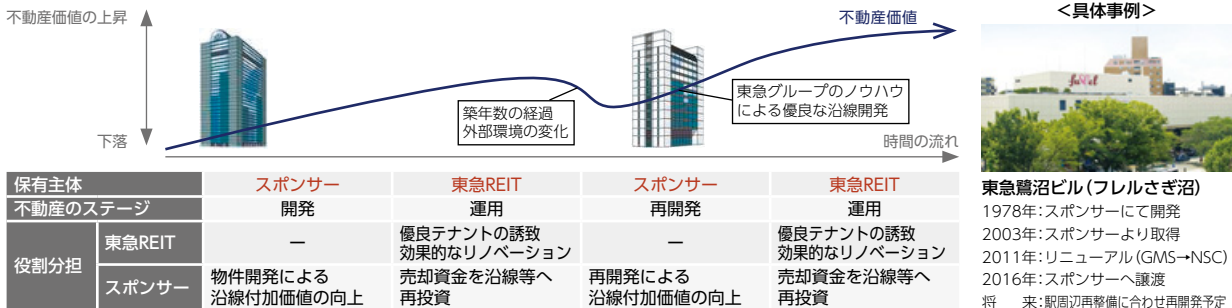 不動産価値の上昇
下落
不動産価値
築年数の経過
外部環境の変化
東急グループのノウハウ
による優良な沿線開発
時間の流れ
保有主体 スポンサー 東急REIT スポンサー 東急REIT
不動産のステージ 開発 運用 再開発 運用
役割分担
東急REIT ー 優良テナントの誘致 ー 優良テナントの誘致
効果的なリノベーション 効果的なリノベーション
スポンサー 物件開発による 売却資金を沿線等へ 再開発による 売却資金を沿線等へ
沿線付加価値の向上 再投資 沿線付加価値の向上 再投資
<具体事例>
東急鷺沼ビル(フレルさぎ沼)
1978年:スポンサーにて開発
2003年:スポンサーより取得
2011年:リニューアル(GMS→NSC)
2016年:スポンサーへ譲渡
将 来:駅周辺再整備に合わせ再開発予定